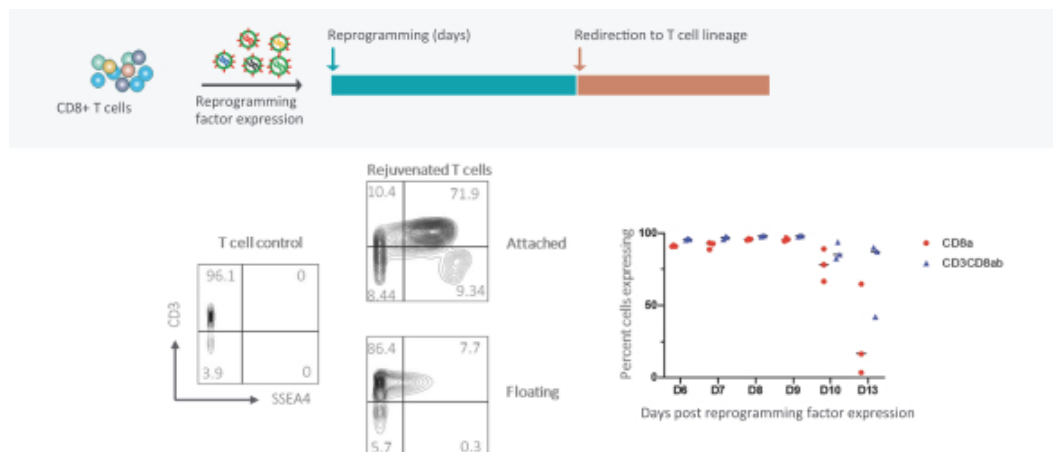 Reprogramming (days)
Redirection to T cell lineage
CD8+ T cells
Reprogramming
factor expression
Rejuvenated T cells
10.4
71.9
Attached
8.44
9.34
T cell control
96.1
0
3.9
0
CD3
SSEA4
86.4
7.7
Floating
5.7
0.3
Percent cells expressing
100
50
0
D6
D7
D8
D9
D10
D13
Days post reprogramming factor expression
CD8a
CD3CD8ab